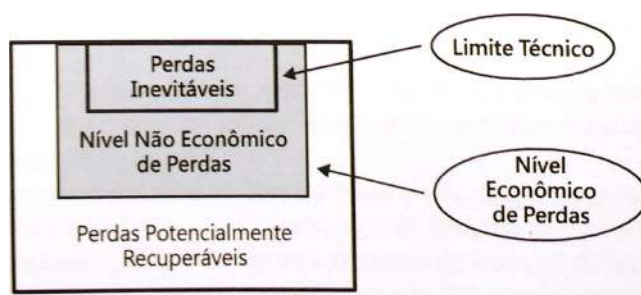 Perdas
Inevitáveis
Limite Técnico
Nível Não Econômico
de Perdas
Nível
Econômico
de Perdas
Perdas Potencialmente
Recuperáveis